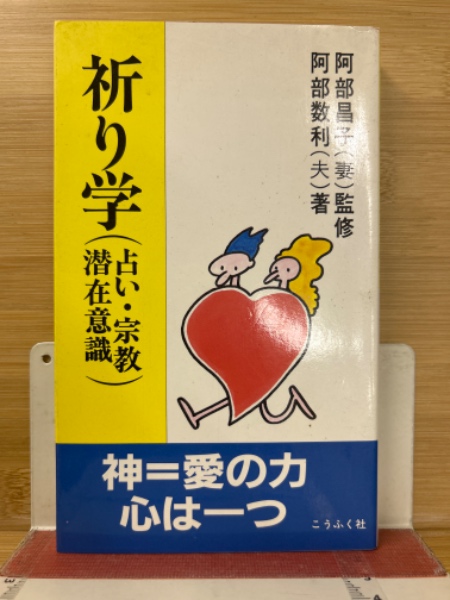 祈り学(占い・宗教
潜在意識)
阿部昌子(妻)監修
阿部数利(夫)著
神=愛の力
心は一つ
こうふく社